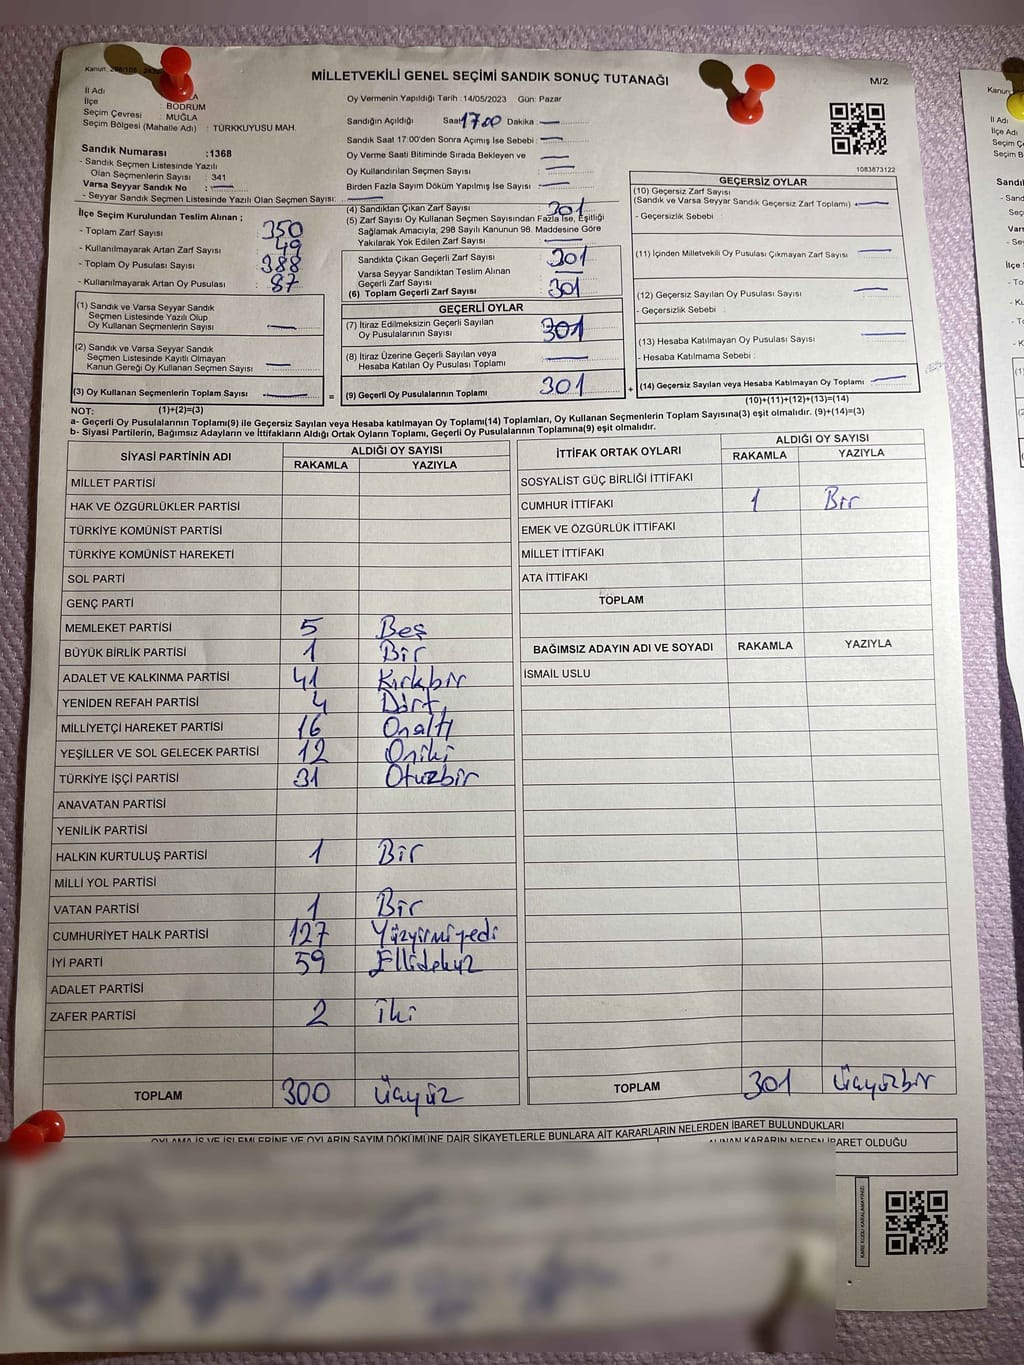 MİLLETVEKİLİ GENEL SEÇİMİ SANDIK SONUÇ TUTANAĞI
M/2
İl Adı
İlçe : BODRUM
Seçim Çevresi : MUĞLA
Seçim Bölgesi (Mahalle Adı) : TÜRKKUYUSU MAH.
Sandık Numarası :1368
- Sandık Seçmen Listesinde Yazılı
Olan Seçmenlerin Sayısı : 341
Varsa Seyyar Sandık No : —
- Seyyar Sandık Seçmen Listesinde Yazılı Olan Seçmen Sayısı: —
Oy Vermenin Yapıldığı Tarih :14/05/2023 Gün: Pazar
Sandığın Açıldığı Saat 17.00 Dakika : —
Sandık Saat 17:00'den Sonra Açımış İse Sebebi : —
Oy Verme Saati Bitiminde Sırada Bekleyen ve —
Oy Kullandırılan Seçmen Sayısı : —
Birden Fazla Sayım Döküm Yapılmış İse Sayısı : —
1083873122
İlçe Seçim Kurulundan Teslim Alınan ;
- Toplam Zarf Sayısı : 350
- Kullanılmayarak Artan Zarf Sayısı : 49
- Toplam Oy Pusulası Sayısı : 388
- Kullanılmayarak Artan Oy Pusulası : 87
(1) Sandık ve Varsa Seyyar Sandık
Seçmen Listesinde Yazılı Olup
Oy Kullanan Seçmenlerin Sayısı : —
(2) Sandık ve Varsa Seyyar Sandık
Seçmen Listesinde Kayıtlı Olmayan
Kanun Gereği Oy Kullanan Seçmen Sayısı : —
(3) Oy Kullanan Seçmenlerin Toplam Sayısı : — =
(1)+(2)=(3)
(4) Sandıktan Çıkan Zarf Sayısı : 301
(5) Zarf Sayısı Oy Kullanan Seçmen Sayısından Fazla İse, Eşitliği
Sağlamak Amacıyla, 298 Sayılı Kanunun 98. Maddesine Göre
Yakılarak Yok Edilen Zarf Sayısı : —
Sandıkta Çıkan Geçerli Zarf Sayısı : 301
Varsa Seyyar Sandıktan Teslim Alınan
Geçerli Zarf Sayısı : —
(6) Toplam Geçerli Zarf Sayısı : 301
GEÇERLİ OYLAR
(7) İtiraz Edilmeksizin Geçerli Sayılan
Oy Pusulalarının Sayısı : 301
(8) İtiraz Üzerine Geçerli Sayılan veya
Hesaba Katılan Oy Pusulası Toplamı : —
(9) Geçerli Oy Pusulalarının Toplamı : 301 +
GEÇERSİZ OYLAR
(10) Geçersiz Zarf Sayısı
(Sandık ve Varsa Seyyar Sandık Geçersiz Zarf Toplamı) : —
- Geçersizlik Sebebi :
(11) İçinden Milletvekili Oy Pusulası Çıkmayan Zarf Sayısı : —
(12) Geçersiz Sayılan Oy Pusulası Sayısı : —
- Geçersizlik Sebebi :
(13) Hesaba Katılmayan Oy Pusulası Sayısı : —
- Hesaba Katılmama Sebebi :
(14) Geçersiz Sayılan veya Hesaba Katılmayan Oy Toplamı : —
(10)+(11)+(12)+(13)=(14)
NOT:
a- Geçerli Oy Pusulalarının Toplamı(9) ile Geçersiz Sayılan veya Hesaba katılmayan Oy Toplamı(14) Toplamları, Oy Kullanan Seçmenlerin Toplam Sayısına(3) eşit olmalıdır. (9)+(14)=(3)
b- Siyasi Partilerin, Bağımsız Adayların ve İttifakların Aldığı Ortak Oyların Toplamı, Geçerli Oy Pusulalarının Toplamına(9) eşit olmalıdır.
SİYASİ PARTİNİN ADI ALDIĞI OY SAYISI
RAKAMLA YAZIYLA
MİLLET PARTİSİ
HAK VE ÖZGÜRLÜKLER PARTİSİ
TÜRKİYE KOMÜNİST PARTİSİ
TÜRKİYE KOMÜNİST HAREKETİ
SOL PARTİ
GENÇ PARTİ
MEMLEKET PARTİSİ 5 Beş
BÜYÜK BİRLİK PARTİSİ 1 Bir
ADALET VE KALKINMA PARTİSİ 41 Kırkbir
YENİDEN REFAH PARTİSİ 4 Dört
MİLLİYETÇİ HAREKET PARTİSİ 16 Onaltı
YEŞİLLER VE SOL GELECEK PARTİSİ 12 Oniki
TÜRKİYE İŞÇİ PARTİSİ 31 Otuzbir
ANAVATAN PARTİSİ
YENİLİK PARTİSİ
HALKIN KURTULUŞ PARTİSİ 1 Bir
MİLLİ YOL PARTİSİ
VATAN PARTİSİ 1 Bir
CUMHURİYET HALK PARTİSİ 127 Yüzyirmiyedi
İYİ PARTİ 59 Ellidokuz
ADALET PARTİSİ
ZAFER PARTİSİ 2 İki
TOPLAM 300 Üçyüz
İTTİFAK ORTAK OYLARI ALDIĞI OY SAYISI
RAKAMLA YAZIYLA
SOSYALİST GÜÇ BİRLİĞİ İTTİFAKI
CUMHUR İTTİFAKI 1 Bir
EMEK VE ÖZGÜRLÜK İTTİFAKI
MİLLET İTTİFAKI
ATA İTTİFAKI
TOPLAM
BAĞIMSIZ ADAYIN ADI VE SOYADI RAKAMLA YAZIYLA
İSMAİL USLU
TOPLAM 301 Üçyüzbir
OYLAMA İŞ VE İŞLEMLERİNE VE OYLARIN SAYIM DÖKÜMÜNE DAİR ŞİKAYETLERLE BUNLARA AİT KARARLARIN NELERDEN İBARET BULUNDUKLARI
ALINAN KARARIN NEDEN İBARET OLDUĞU
KARE KODU KARALAMAYINIZ!